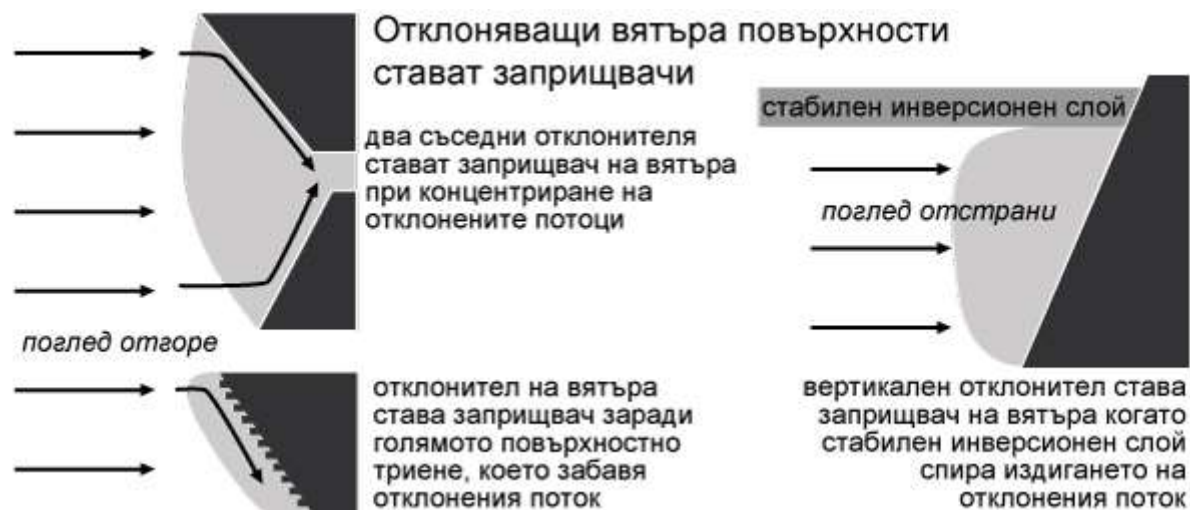 Отклоняващи вятъра повърхности
стават заприщвачи
два съседни отклонителя
стават заприщвач на вятъра
при концентриране на
отклонените потоци
поглед отгоре
отклонител на вятъра
става заприщвач заради
голямото повърхностно
триене, което забавя
отклонения поток
стабилен инверсионен слой
поглед отстрани
вертикален отклонител става
заприщвач на вятъра когато
стабилен инверсионен слой
спира издигането на
отклонения поток